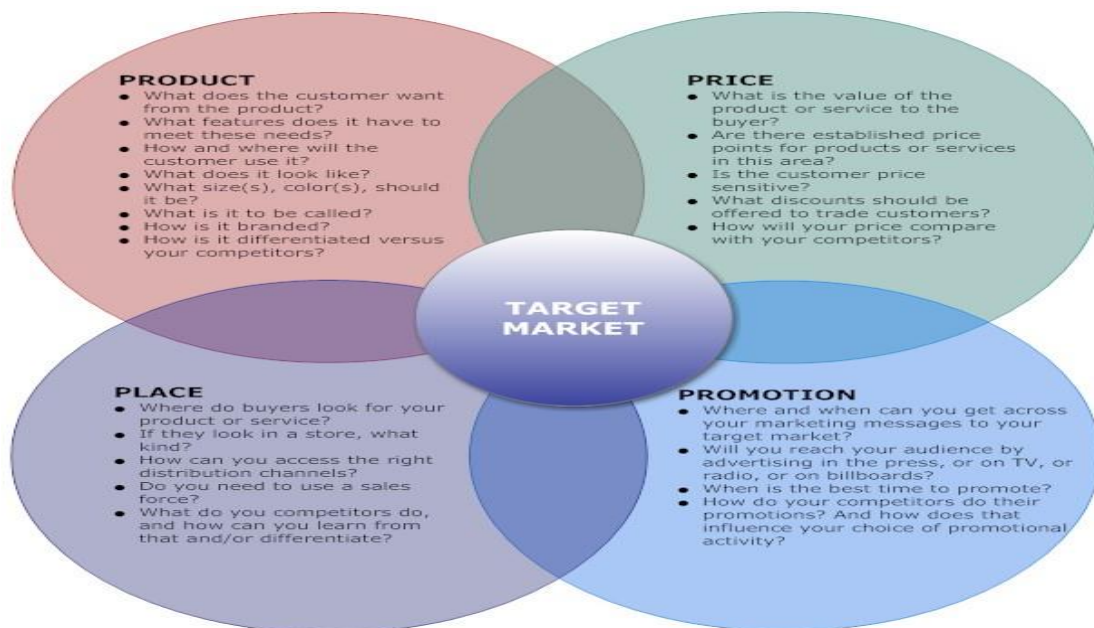 PRODUCT
• What does the customer want
from the product?
• What features does it have to
meet these needs?
• How and where will the
customer use it?
• What does it look like?
• What size(s), color(s), should
it be?
• What is it to be called?
• How is it branded?
• How is it differentiated versus
your competitors?
PRICE
• What is the value of the
product or service to the
buyer?
• Are there established price
points for products or services
in this area?
• Is the customer price
sensitive?
• What discounts should be
offered to trade customers?
• How will your price compare
with your competitors?
TARGET
MARKET
PLACE
• Where do buyers look for your
product or service?
• If they look in a store, what
kind?
• How can you access the right
distribution channels?
• Do you need to use a sales
force?
• What do you competitors do,
and how can you learn from
that and/or differentiate?
PROMOTION
• Where and when can you get across
your marketing messages to your
target market?
• Will you reach your audience by
advertising in the press, or on TV, or
radio, or on billboards?
• When is the best time to promote?
• How do your competitors do their
promotions? And how does that
influence your choice of promotional
activity?